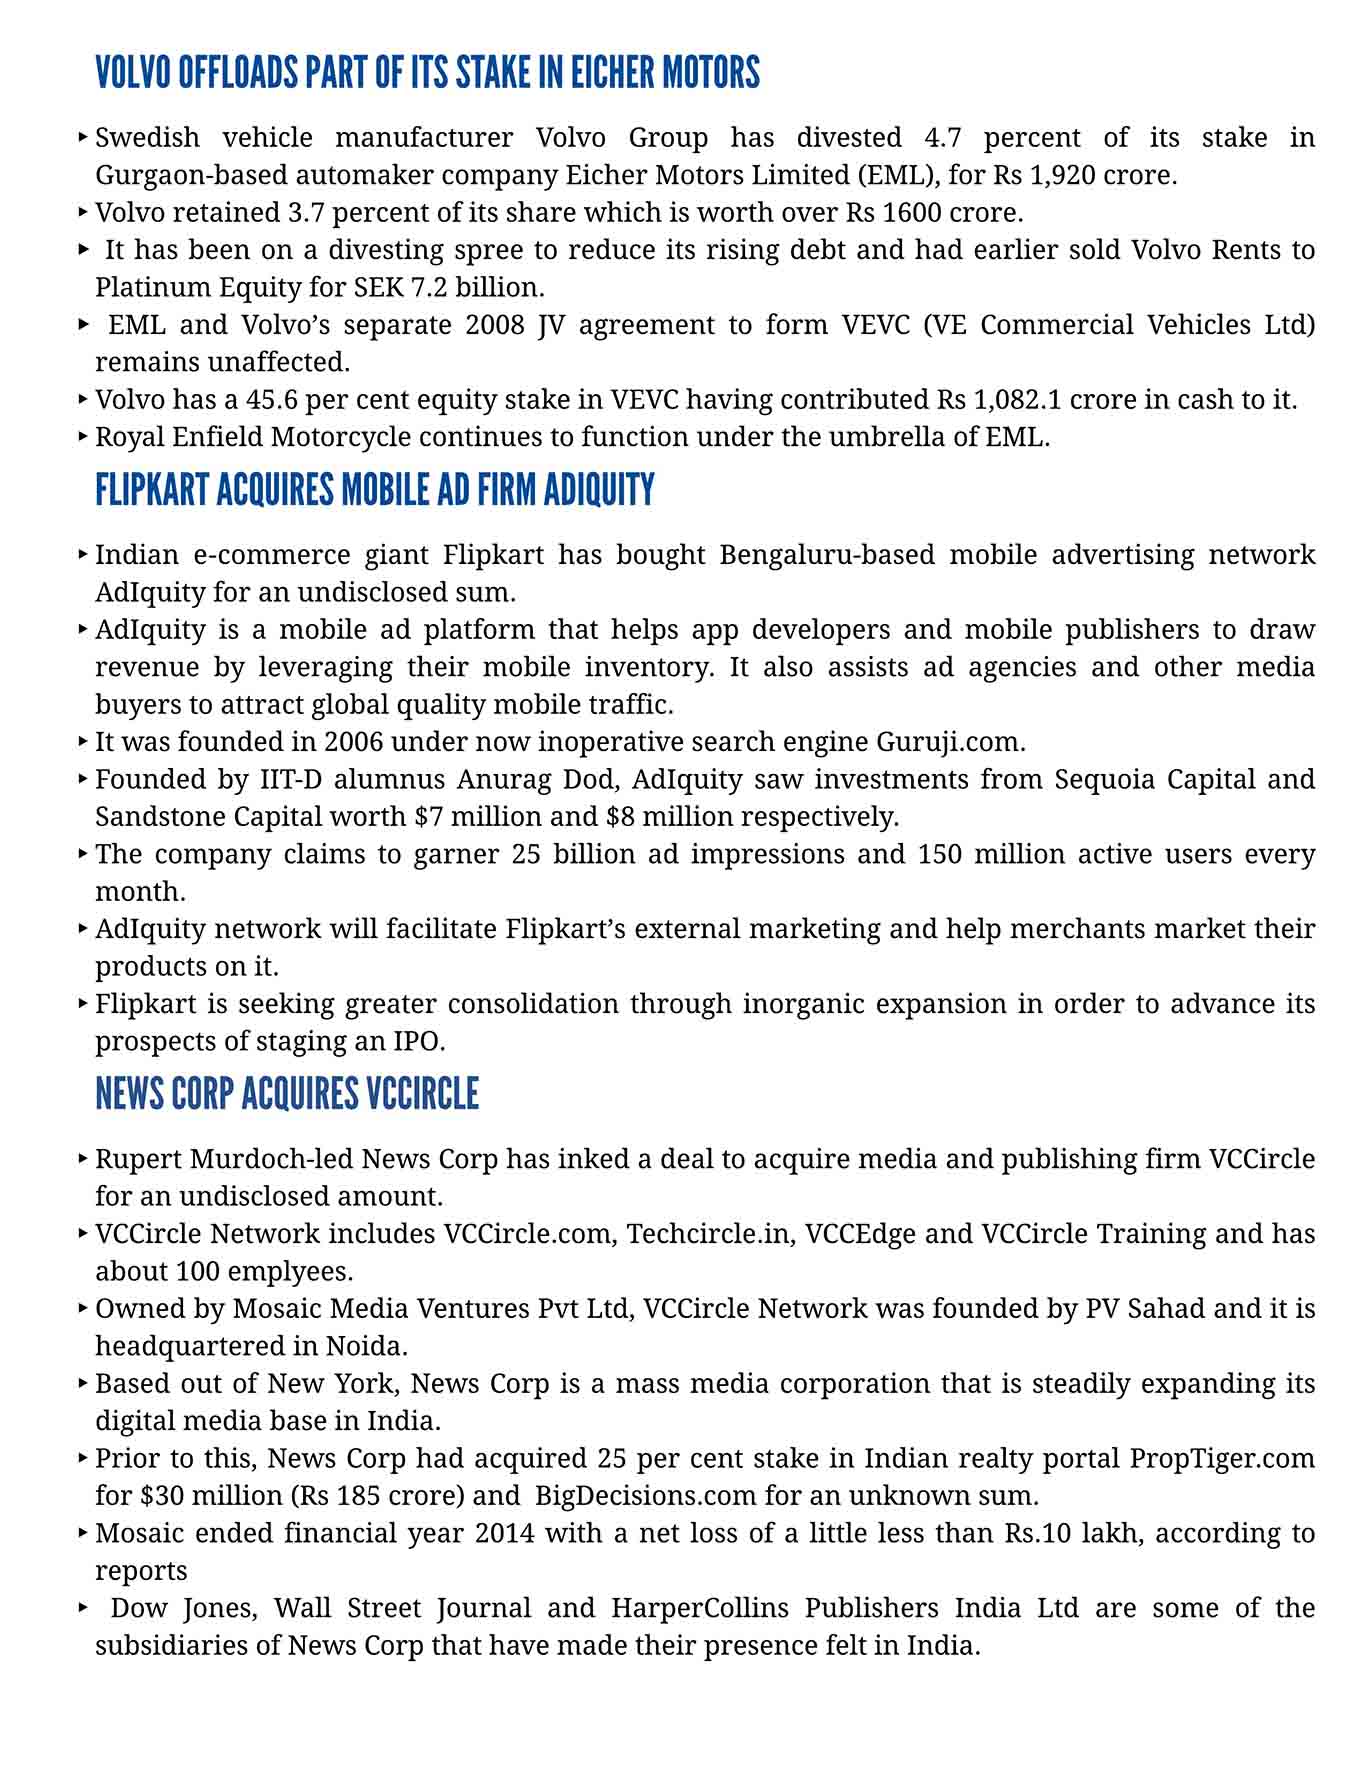 VOLVO OFFLOADS PART OF ITS STAKE IN EICHER MOTORS
‣ Swedish vehicle manufacturer Volvo Group has divested 4.7 percent of its stake in
Gurgaon-based automaker company Eicher Motors Limited (EML), for Rs 1,920 crore.
‣ Volvo retained 3.7 percent of its share which is worth over Rs 1600 crore.
‣ It has been on a divesting spree to reduce its rising debt and had earlier sold Volvo Rents to
Platinum Equity for SEK 7.2 billion.
‣ EML and Volvo’s separate 2008 JV agreement to form VEVC (VE Commercial Vehicles Ltd)
remains unaffected.
‣ Volvo has a 45.6 per cent equity stake in VEVC having contributed Rs 1,082.1 crore in cash to it.
‣ Royal Enfield Motorcycle continues to function under the umbrella of EML.
FLIPKART ACQUIRES MOBILE AD FIRM ADIQUITY
‣ Indian e-commerce giant Flipkart has bought Bengaluru-based mobile advertising network
AdIquity for an undisclosed sum.
‣ AdIquity is a mobile ad platform that helps app developers and mobile publishers to draw
revenue by leveraging their mobile inventory. It also assists ad agencies and other media
buyers to attract global quality mobile traffic.
‣ It was founded in 2006 under now inoperative search engine Guruji.com.
‣ Founded by IIT-D alumnus Anurag Dod, AdIquity saw investments from Sequoia Capital and
Sandstone Capital worth $7 million and $8 million respectively.
‣ The company claims to garner 25 billion ad impressions and 150 million active users every
month.
‣ AdIquity network will facilitate Flipkart’s external marketing and help merchants market their
products on it.
‣ Flipkart is seeking greater consolidation through inorganic expansion in order to advance its
prospects of staging an IPO.
NEWS CORP ACQUIRES VCCIRCLE
‣ Rupert Murdoch-led News Corp has inked a deal to acquire media and publishing firm VCCircle
for an undisclosed amount.
‣ VCCircle Network includes VCCircle.com, Techcircle.in, VCCEdge and VCCircle Training and has
about 100 emplyees.
‣ Owned by Mosaic Media Ventures Pvt Ltd, VCCircle Network was founded by PV Sahad and it is
headquartered in Noida.
‣ Based out of New York, News Corp is a mass media corporation that is steadily expanding its
digital media base in India.
‣ Prior to this, News Corp had acquired 25 per cent stake in Indian realty portal PropTiger.com
for $30 million (Rs 185 crore) and BigDecisions.com for an unknown sum.
‣ Mosaic ended financial year 2014 with a net loss of a little less than Rs.10 lakh, according to
reports
‣ Dow Jones, Wall Street Journal and HarperCollins Publishers India Ltd are some of the
subsidiaries of News Corp that have made their presence felt in India.